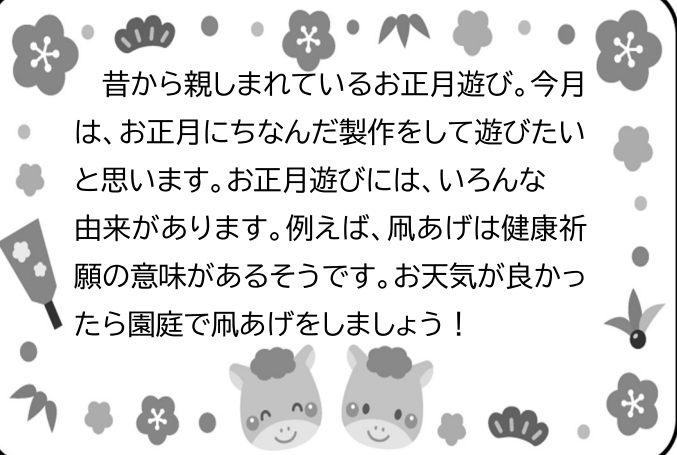 昔から親しまれているお正月遊び。今月
は、お正月にちなんだ製作をして遊びたい
と思います。お正月遊びには、いろんな
由来があります。例えば、凧あげは健康祈
願の意味があるそうです。お天気が良かっ
たら園庭で凧あげをしましょう！